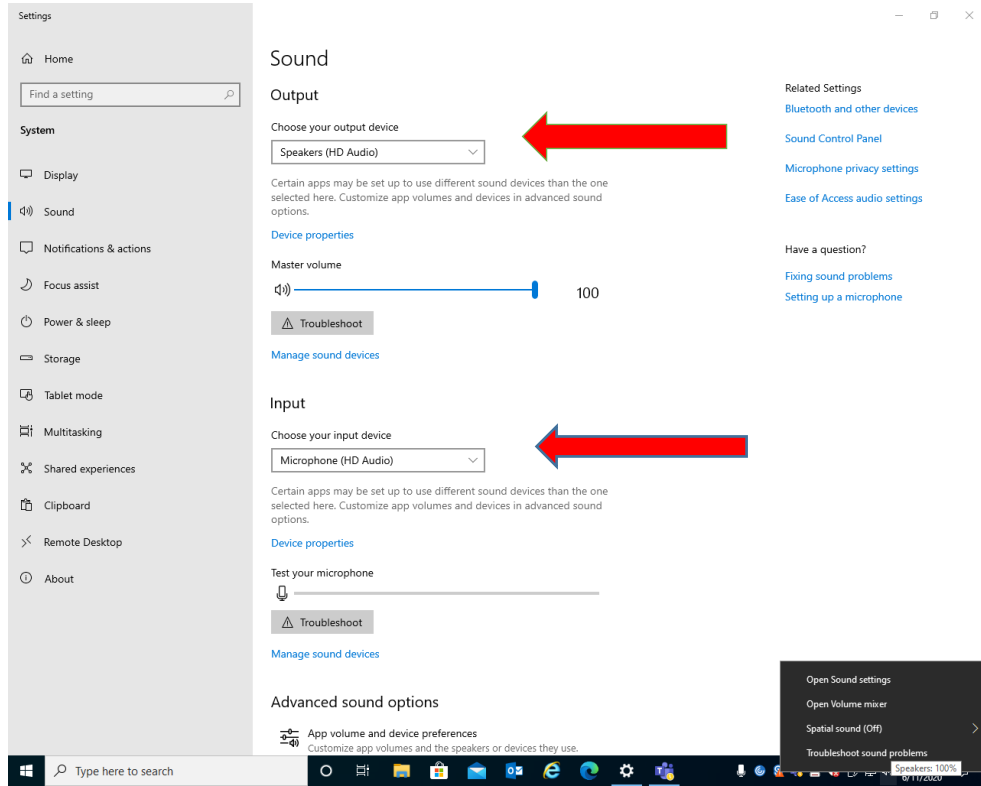 Settings
Home
Find a setting
System
Display
Sound
Notifications & actions
Focus assist
Power & sleep
Storage
Tablet mode
Multitasking
Shared experiences
Clipboard
Remote Desktop
About
Sound
Output
Choose your output device
Speakers (HD Audio)
Certain apps may be set up to use different sound devices than the one
selected here. Customize app volumes and devices in advanced sound
options.
Device properties
Master volume
100
Troubleshoot
Manage sound devices
Input
Choose your input device
Microphone (HD Audio)
Certain apps may be set up to use different sound devices than the one
selected here. Customize app volumes and devices in advanced sound
options.
Device properties
Test your microphone
Troubleshoot
Manage sound devices
Advanced sound options
App volume and device preferences
Customize app volumes and the speakers or devices they use.
Related Settings
Bluetooth and other devices
Sound Control Panel
Microphone privacy settings
Ease of Access audio settings
Have a question?
Fixing sound problems
Setting up a microphone
Open Sound settings
Open Volume mixer
Spatial sound (Off)
Troubleshoot sound problems
Speakers: 100%
Type here to search
6/11/2020